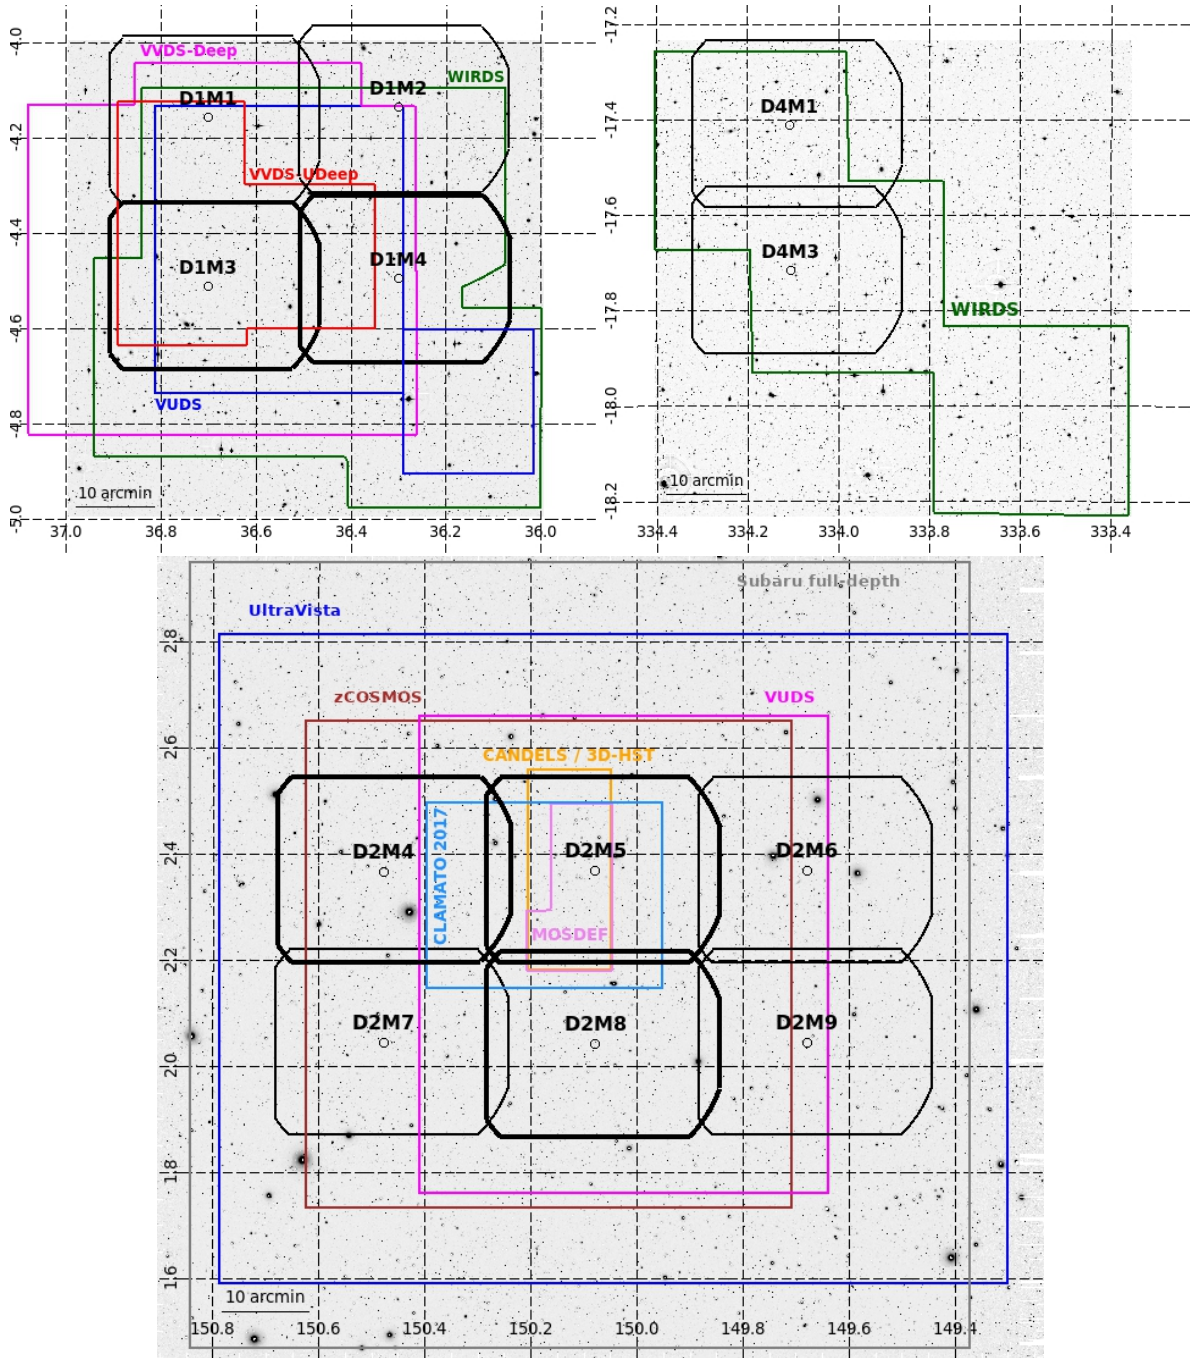 VVDS-Deep
WIRDS
D1M1
D1M2
VVDS-UDeep
D1M3
D1M4
VUDS
10 arcmin
-4.0
-4.2
-4.4
-4.6
-4.8
-5.0
37.0 36.8 36.6 36.4 36.2 36.0
D4M1
D4M3
WIRDS
10 arcmin
-17.2
-17.4
-17.6
-17.8
-18.0
-18.2
334.4 334.2 334.0 333.8 333.6 333.4
Subaru full-depth
UltraVista
zCOSMOS
VUDS
CANDELS / 3D-HST
CLAMATO 2017
D2M4
D2M5
D2M6
MOSDEF
D2M7
D2M8
D2M9
10 arcmin
2.8
2.6
2.4
2.2
2.0
1.8
1.6
150.8 150.6 150.4 150.2 150.0 149.8 149.6 149.4